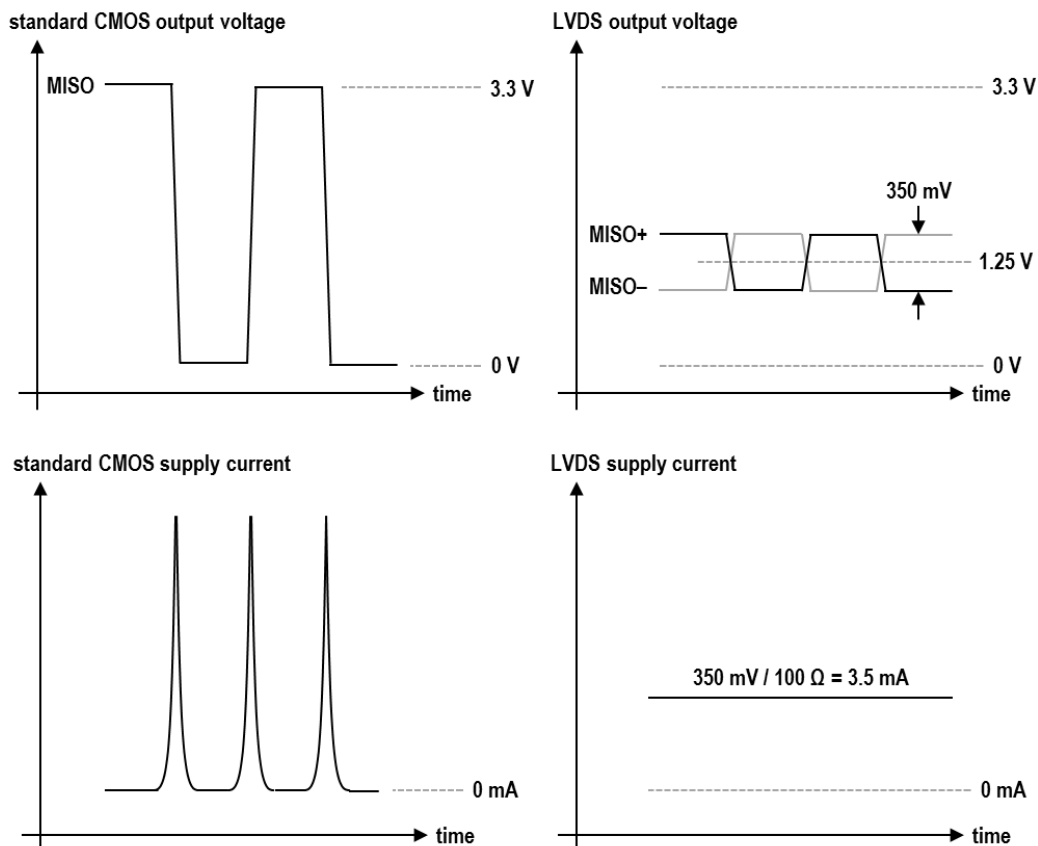 standard CMOS output voltage
MISO
3.3 V
0 V
time
LVDS output voltage
3.3 V
350 mV
MISO+
1.25 V
MISO–
0 V
time
standard CMOS supply current
0 mA
time
LVDS supply current
350 mV / 100 Ω = 3.5 mA
0 mA
time